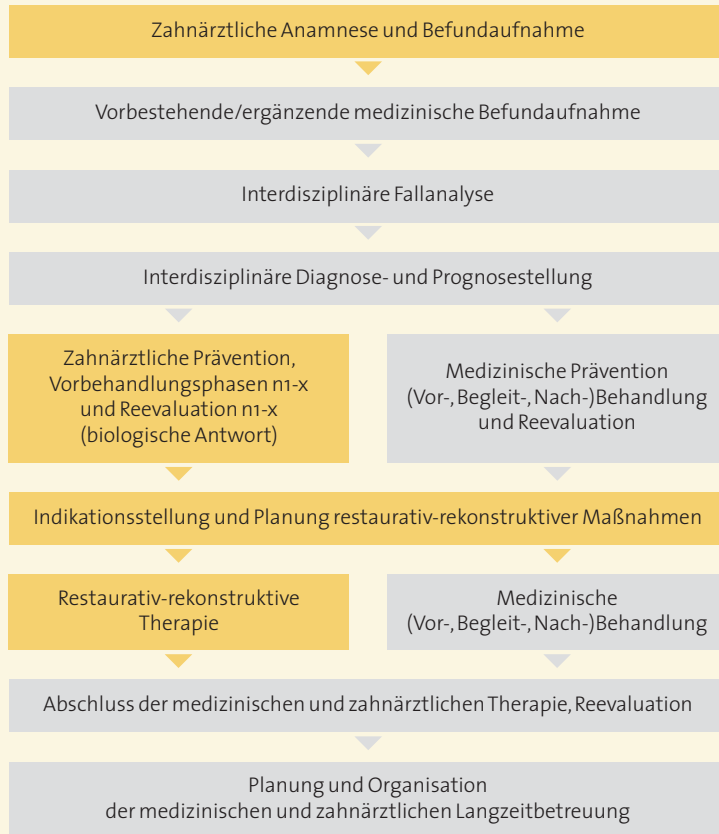 Zahnärztliche Anamnese und Befundaufnahme
Vorbestehende/ergänzende medizinische Befundaufnahme
Interdisziplinäre Fallanalyse
Interdisziplinäre Diagnose- und Prognosestellung
Zahnärztliche Prävention,
Vorbehandlungsphasen n1-x
und Reevaluation n1-x
(biologische Antwort)
Medizinische Prävention
(Vor-, Begleit-, Nach-)Behandlung
und Reevaluation
Indikationsstellung und Planung restaurativ-rekonstruktiver Maßnahmen
Restaurativ-rekonstruktive
Therapie
Medizinische
(Vor-, Begleit-, Nach-)Behandlung
Abschluss der medizinischen und zahnärztlichen Therapie, Reevaluation
Planung und Organisation
der medizinischen und zahnärztlichen Langzeitbetreuung